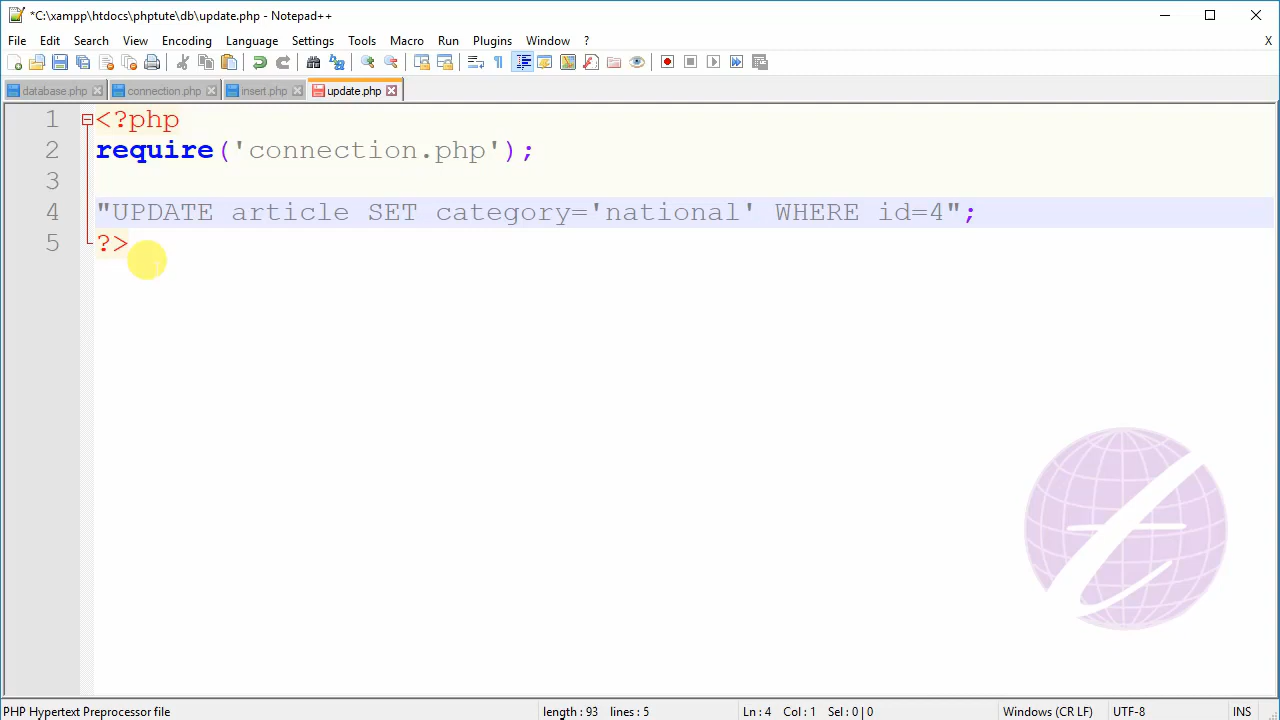 *C:\xampp\htdocs\phptute\db\update.php - Notepad++
File Edit Search View Encoding Language Settings Tools Macro Run Plugins Window ? X
database.php connection.php insert.php update.php
1 <?php
2 require('connection.php');
3
4 "UPDATE article SET category='national' WHERE id=4";
5 ?>
PHP Hypertext Preprocessor file length : 93 lines : 5 Ln : 4 Col : 1 Sel : 0 | 0 Windows (CR LF) UTF-8 INS